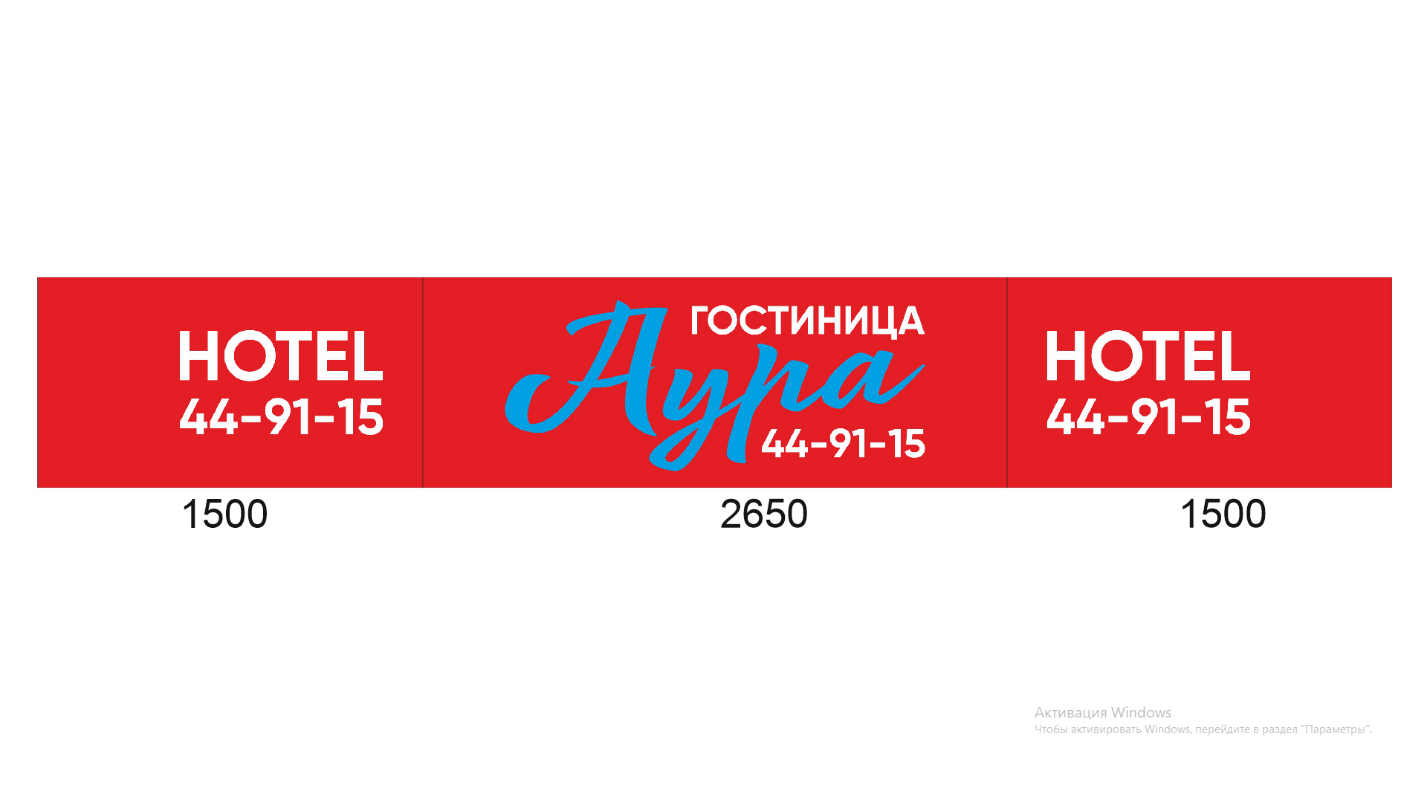 HOTEL
44-91-15
ГОСТИНИЦА
Аура
44-91-15
HOTEL
44-91-15
1500
2650
1500
Активация Windows
Чтобы активировать Windows, перейдите в раздел "Параметры".